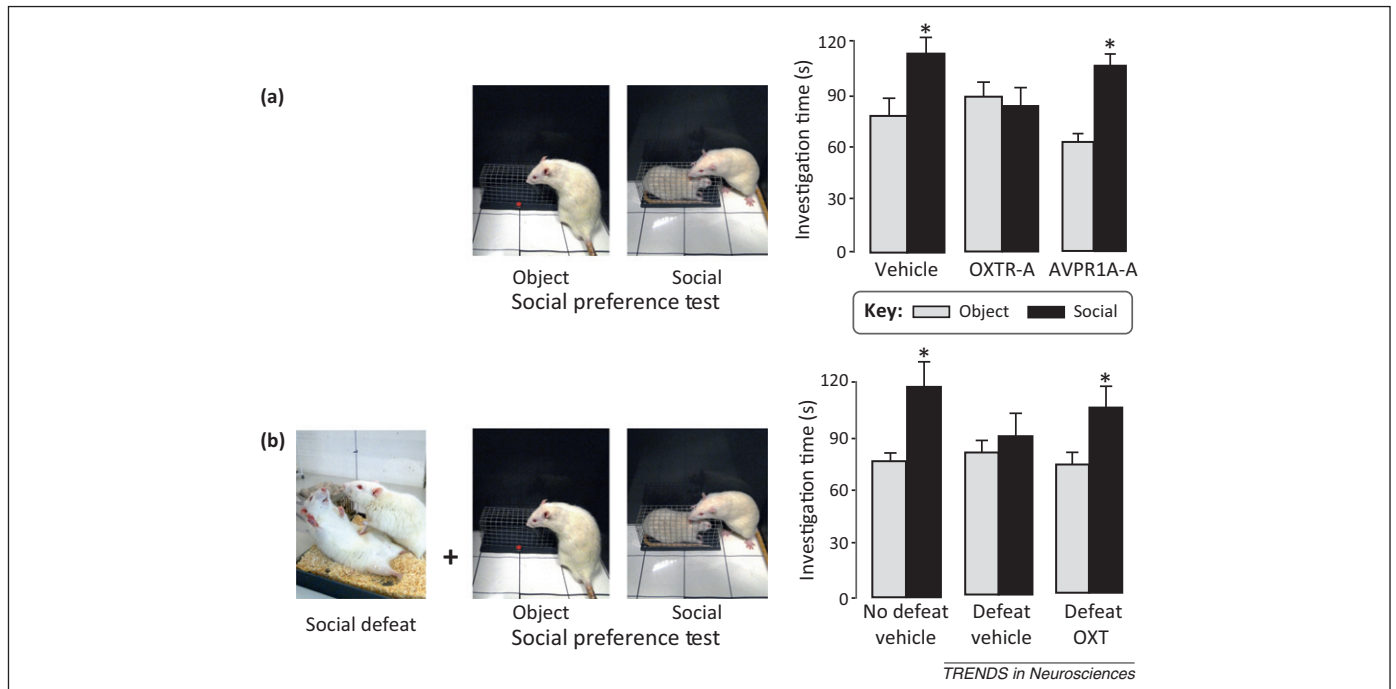 (a)
Object
Social
Social preference test
Investigation time (s)
120
90
60
30
0
*
*
Vehicle
OXTR-A
AVPR1A-A
Key: Object Social
(b)
Social defeat
+
Object
Social
Social preference test
Investigation time (s)
120
90
60
30
0
*
*
No defeat
vehicle
Defeat
vehicle
Defeat
OXT
TRENDS in Neurosciences